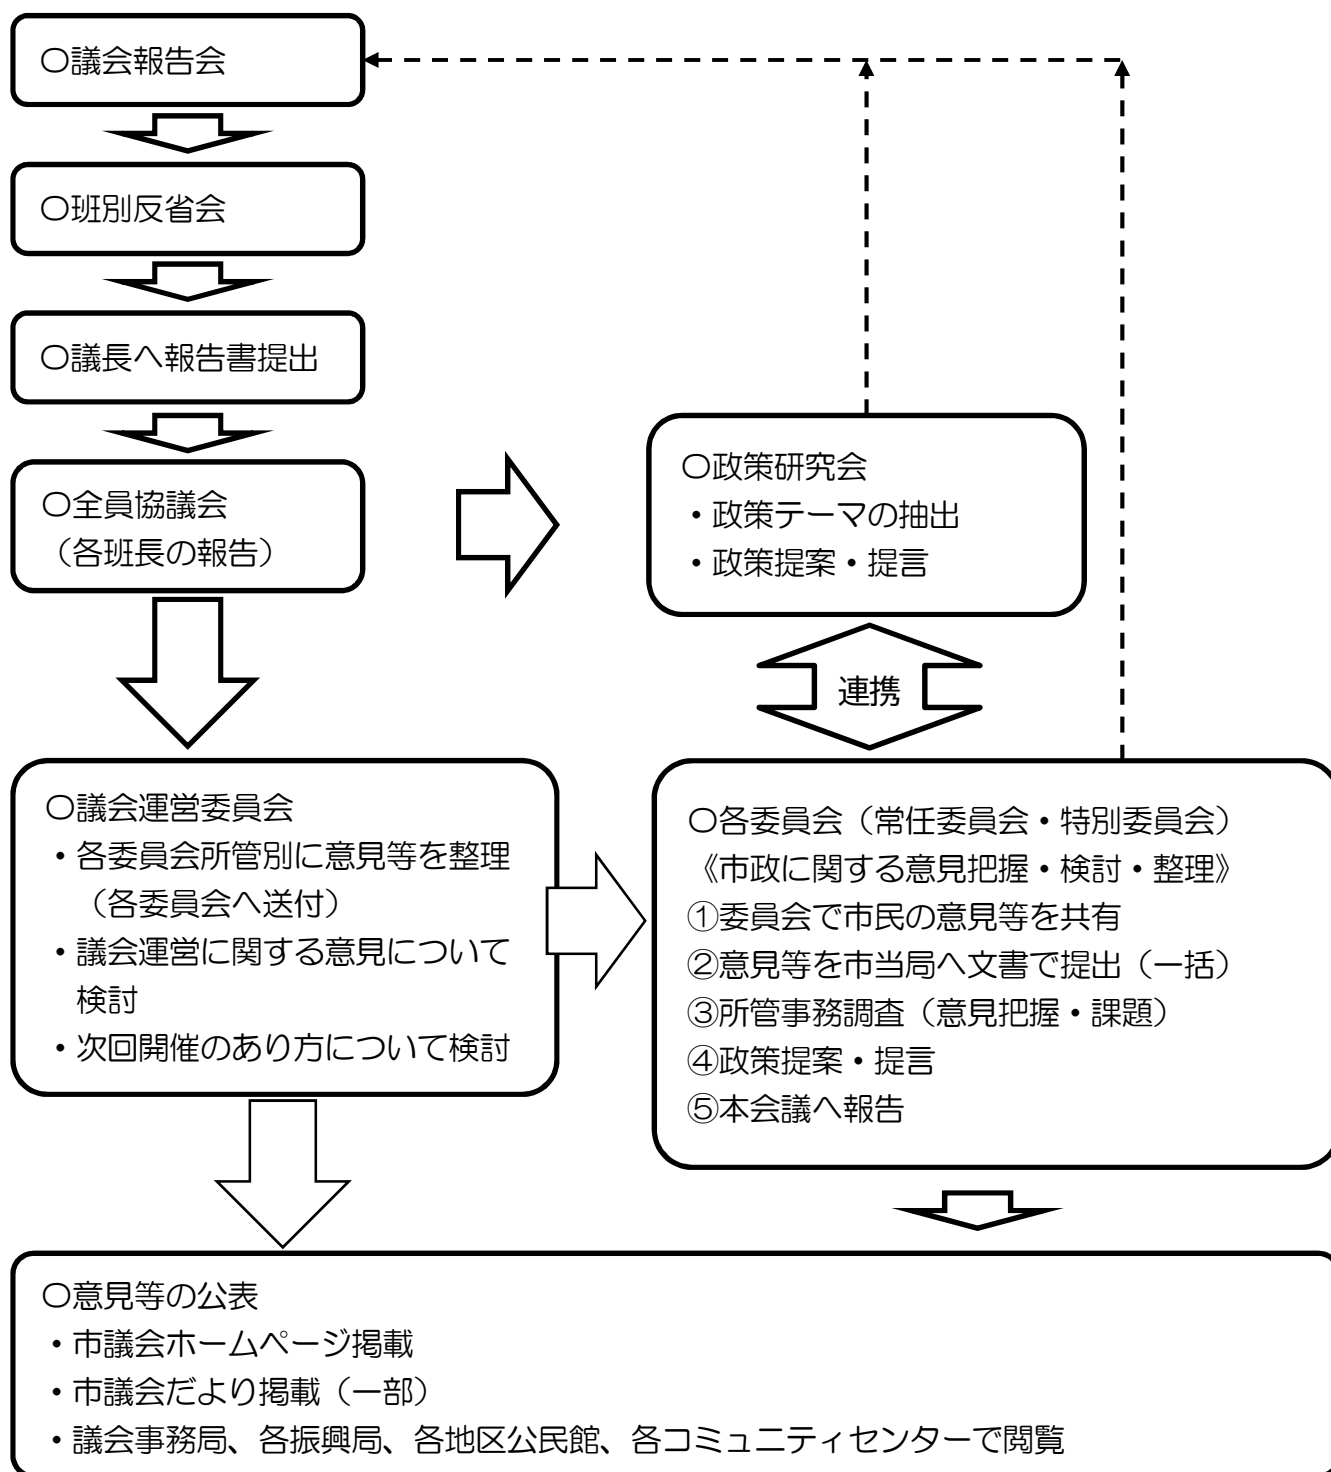 〇議会報告会
〇班別反省会
〇議長へ報告書提出
〇全員協議会
（各班長の報告）
〇政策研究会
・政策テーマの抽出
・政策提案・提言
連携
〇議会運営委員会
・各委員会所管別に意見等を整理
（各委員会へ送付）
・議会運営に関する意見について
検討
・次回開催のあり方について検討
〇各委員会（常任委員会・特別委員会）
《市政に関する意見把握・検討・整理》
①委員会で市民の意見等を共有
②意見等を市当局へ文書で提出（一括）
③所管事務調査（意見把握・課題）
④政策提案・提言
⑤本会議へ報告
〇意見等の公表
・市議会ホームページ掲載
・市議会だより掲載（一部）
・議会事務局、各振興局、各地区公民館、各コミュニティセンターで閲覧